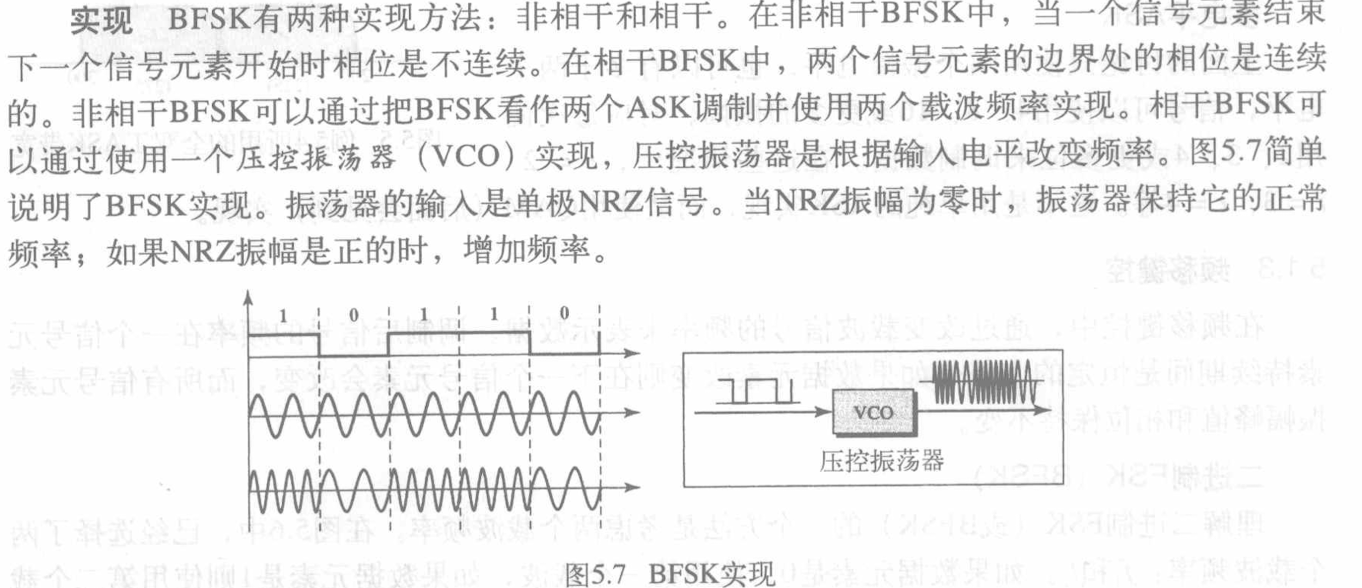 实现 BFSK有两种实现方法：非相干和相干。在非相干BFSK中，当一个信号元素结束
下一个信号元素开始时相位是不连续。在相干BFSK中，两个信号元素的边界处的相位是连续
的。非相干BFSK可以通过把BFSK看作两个ASK调制并使用两个载波频率实现，相干BFSK可
以通过使用一个压控振荡器（VCO）实现，压控振荡器是根据输入电平改变频率。图5.7简单
说明了BFSK实现。振荡器的输入是单极NRZ信号。当NRZ振幅为零时，振荡器保持它的正常
频率；如果NRZ振幅是正的时，增加频率。
1 0 1 1 0
VCO
压控振荡器
图5.7 BFSK实现